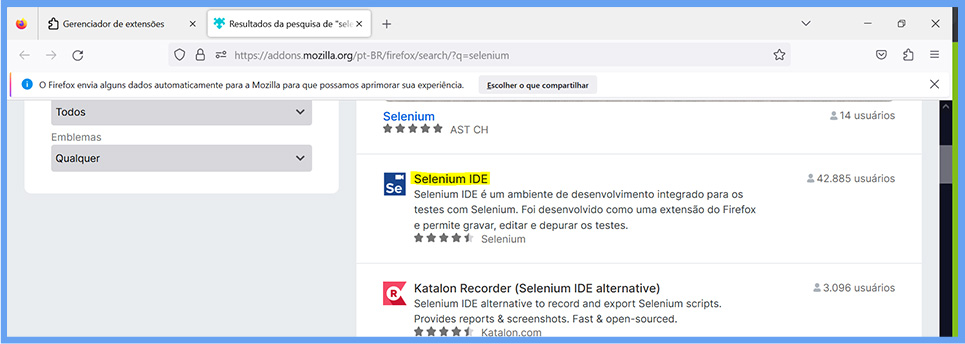 Gerenciador de extensões
Resultados da pesquisa de "sele
https://addons.mozilla.org/pt-BR/firefox/search/?q=selenium
O Firefox envia alguns dados automaticamente para a Mozilla para que possamos aprimorar sua experiência.
Escolher o que compartilhar
Todos
Emblemas
Qualquer
Selenium
14 usuários
AST CH
Se
Selenium IDE
42.885 usuários
Selenium IDE é um ambiente de desenvolvimento integrado para os
testes com Selenium. Foi desenvolvido como uma extensão do Firefox
e permite gravar, editar e depurar os testes.
Selenium
R
Katalon Recorder (Selenium IDE alternative)
3.096 usuários
Selenium IDE alternative to record and export Selenium scripts.
Provides reports & screenshots. Fast & open-sourced.
Katalon.com